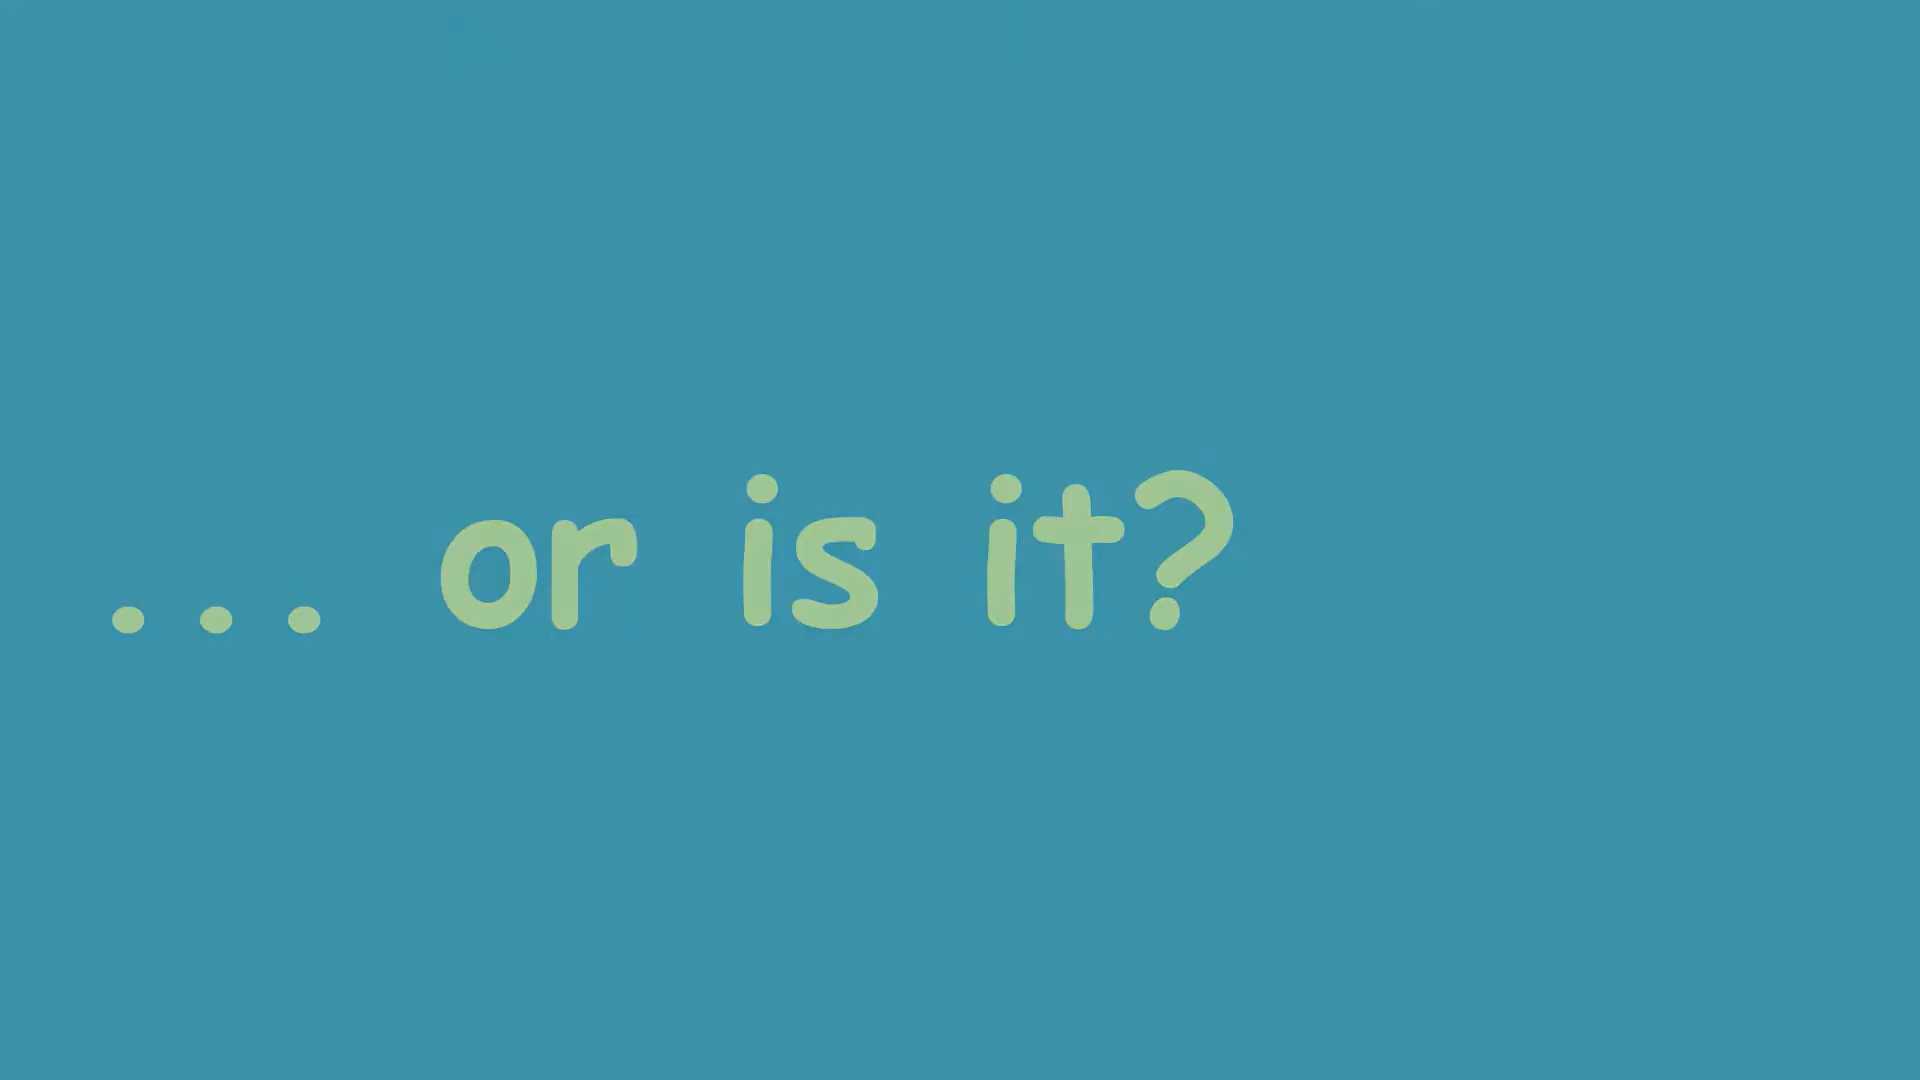 ... or is it?